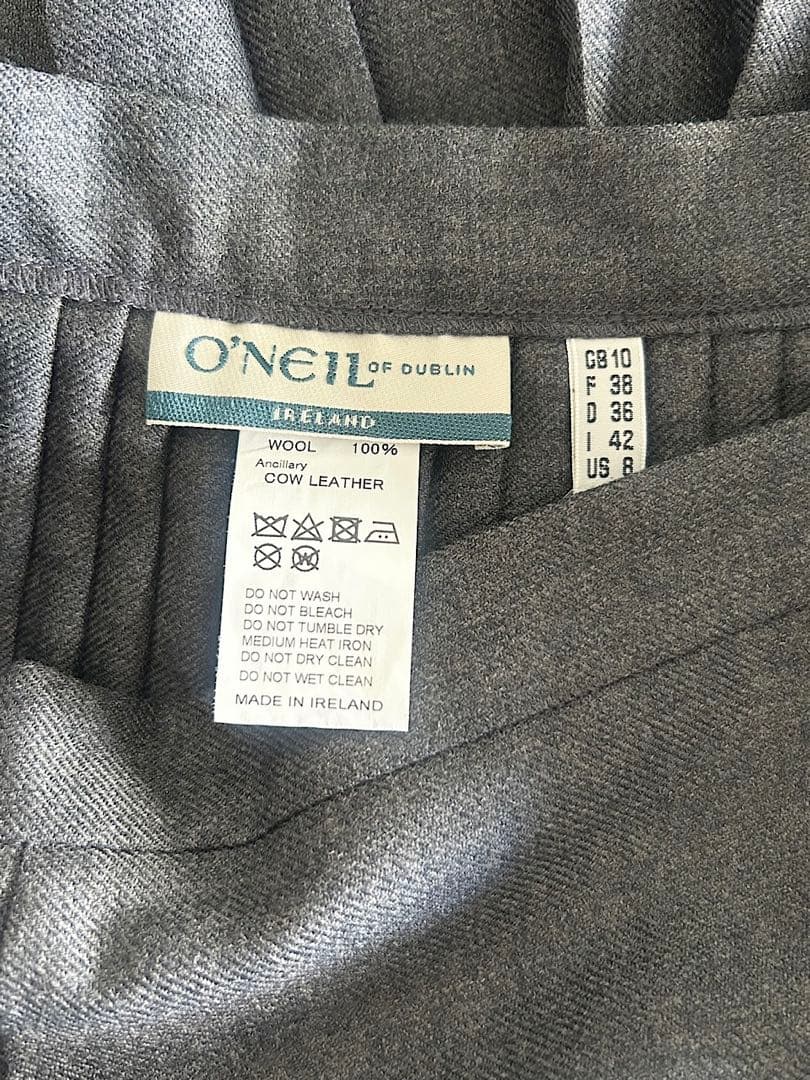 O'NEIL OF DUBLIN
IRELAND
WOOL 100%
Ancillary
COW LEATHER
W
DO NOT WASH
DO NOT BLEACH
DO NOT TUMBLE DRY
MEDIUM HEAT IRON
DO NOT DRY CLEAN
DO NOT WET CLEAN
MADE IN IRELAND
GB 10
F 38
D 36
I 42
US 8